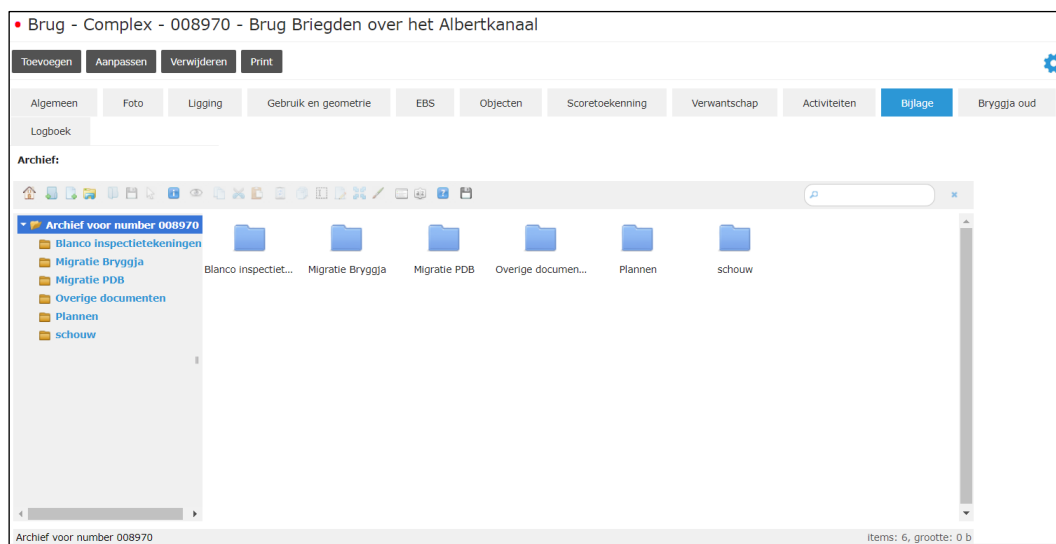 Brug - Complex - 008970 - Brug Briegden over het Albertkanaal
Toevoegen Aanpassen Verwijderen Print
Algemeen Foto Ligging Gebruik en geometrie EBS Objecten Scoretoekenning Verwantschap Activiteiten Bijlage Bryggja oud
Logboek
Archief:
Archief voor number 008970
Blanco inspectietekeningen
Migratie Bryggja
Migratie PDB
Overige documenten
Plannen
schouw
Blanco inspectiet... Migratie Bryggja Migratie PDB Overige documen... Plannen schouw
Archief voor number 008970 items: 6, grootte: 0 b